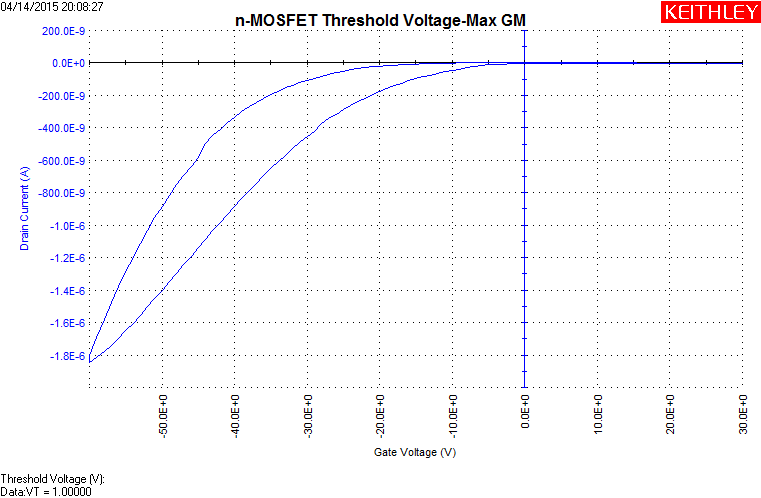 04/14/2015 20:08:27
n-MOSFET Threshold Voltage-Max GM
KEITHLEY
200.0E-9
0.0E+0
-200.0E-9
-400.0E-9
-600.0E-9
-800.0E-9
-1.0E-6
-1.2E-6
-1.4E-6
-1.6E-6
-1.8E-6
Drain Current (A)
-50.0E+0
-40.0E+0
-30.0E+0
-20.0E+0
-10.0E+0
0.0E+0
10.0E+0
20.0E+0
30.0E+0
Gate Voltage (V)
Threshold Voltage (V):
Data:VT = 1.00000